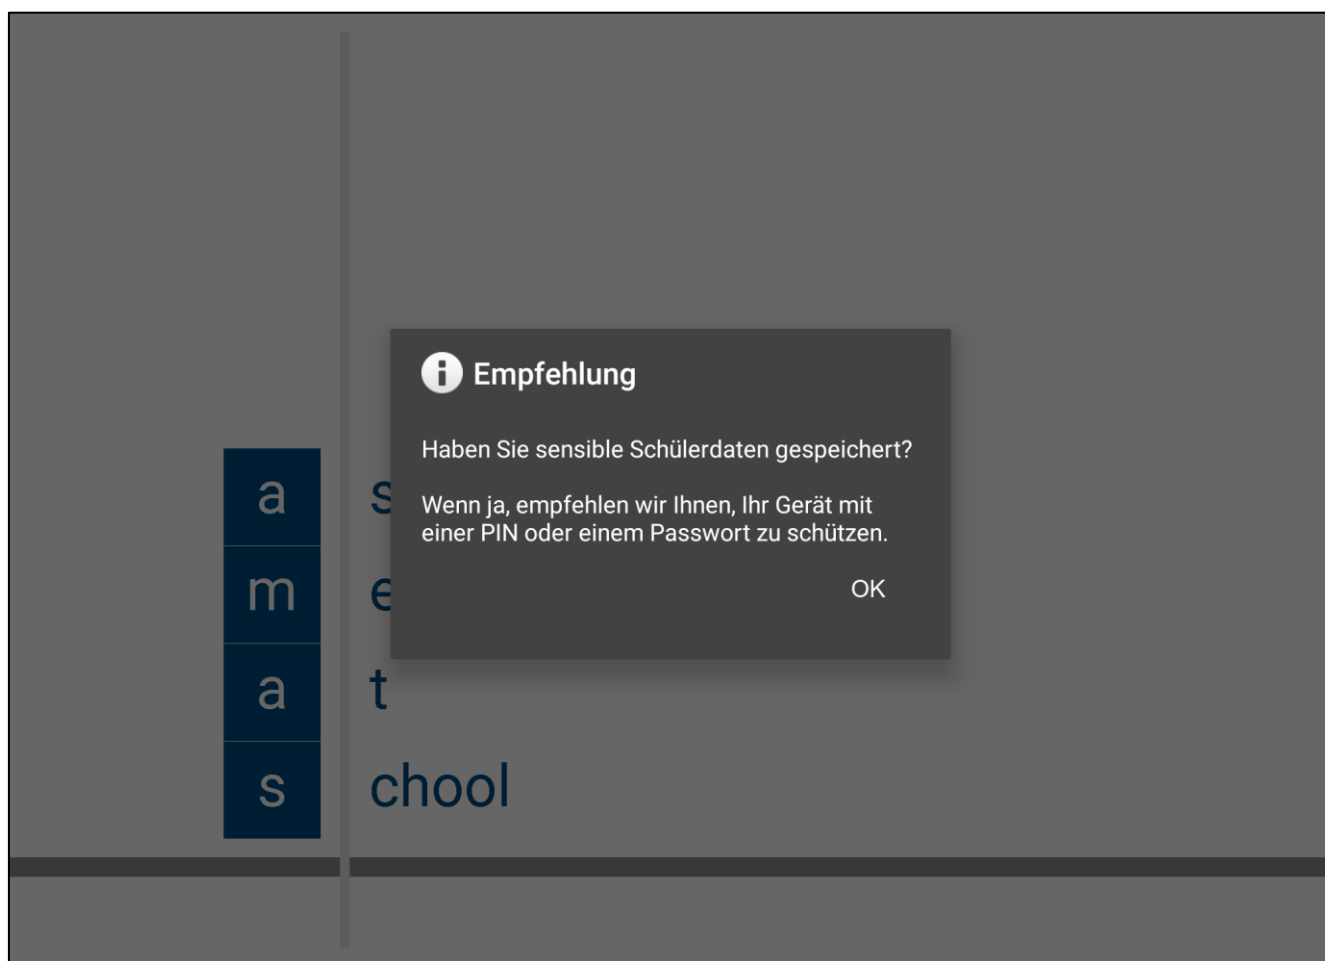 Empfehlung
Haben Sie sensible Schülerdaten gespeichert?
Wenn ja, empfehlen wir Ihnen, Ihr Gerät mit
einer PIN oder einem Passwort zu schützen.
OK
a s
m e
a t
s chool